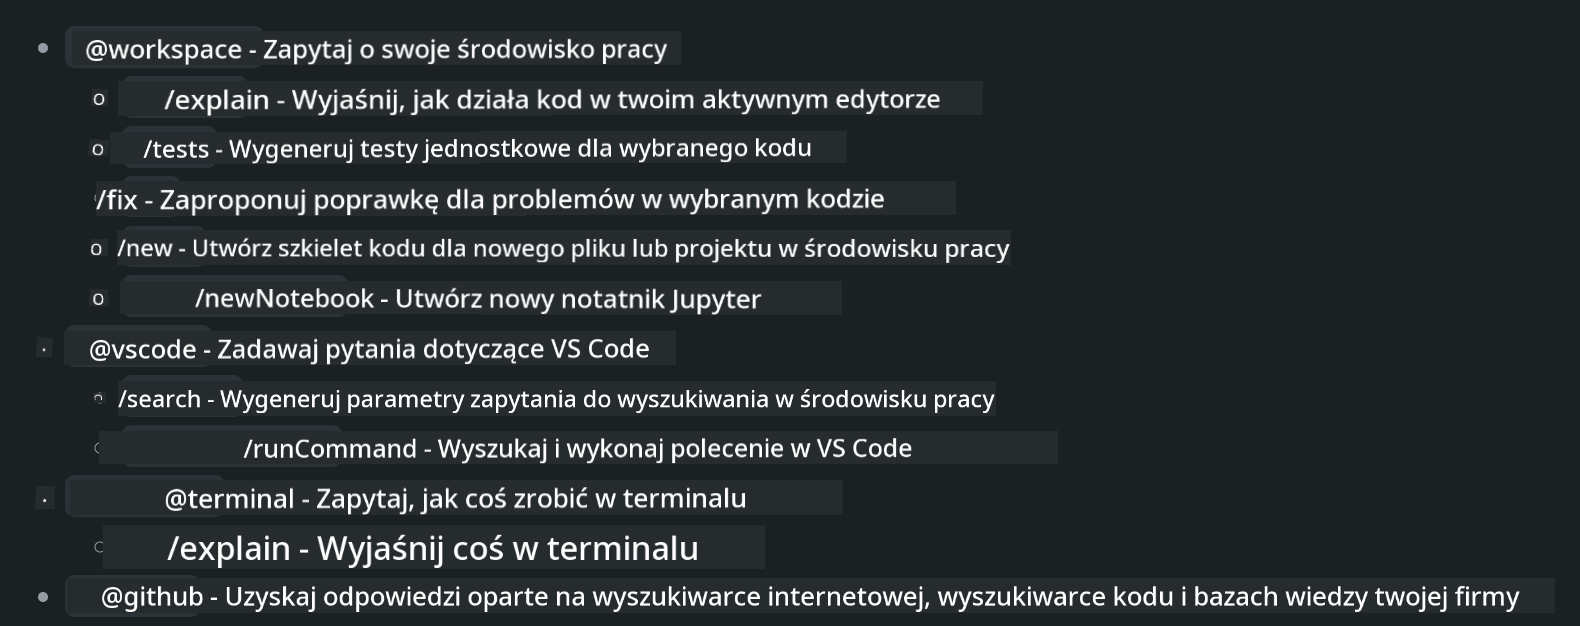 @workspace - Zapytaj o swoje środowisko pracy
/explain - Wyjaśnij, jak działa kod w twoim aktywnym edytorze
/tests - Wygeneruj testy jednostkowe dla wybranego kodu
/fix - Zaproponuj poprawkę dla problemów w wybranym kodzie
/new - Utwórz szkielet kodu dla nowego pliku lub projektu w środowisku pracy
/newNotebook - Utwórz nowy notatnik Jupyter
@vscode - Zadawaj pytania dotyczące VS Code
/search - Wygeneruj parametry zapytania do wyszukiwania w środowisku pracy
/runCommand - Wyszukaj i wykonaj polecenie w VS Code
@terminal - Zapytaj, jak coś zrobić w terminalu
/explain - Wyjaśnij coś w terminalu
@github - Uzyskaj odpowiedzi oparte na wyszukiwarce internetowej, wyszukiwarce kodu i bazach wiedzy twojej firmy